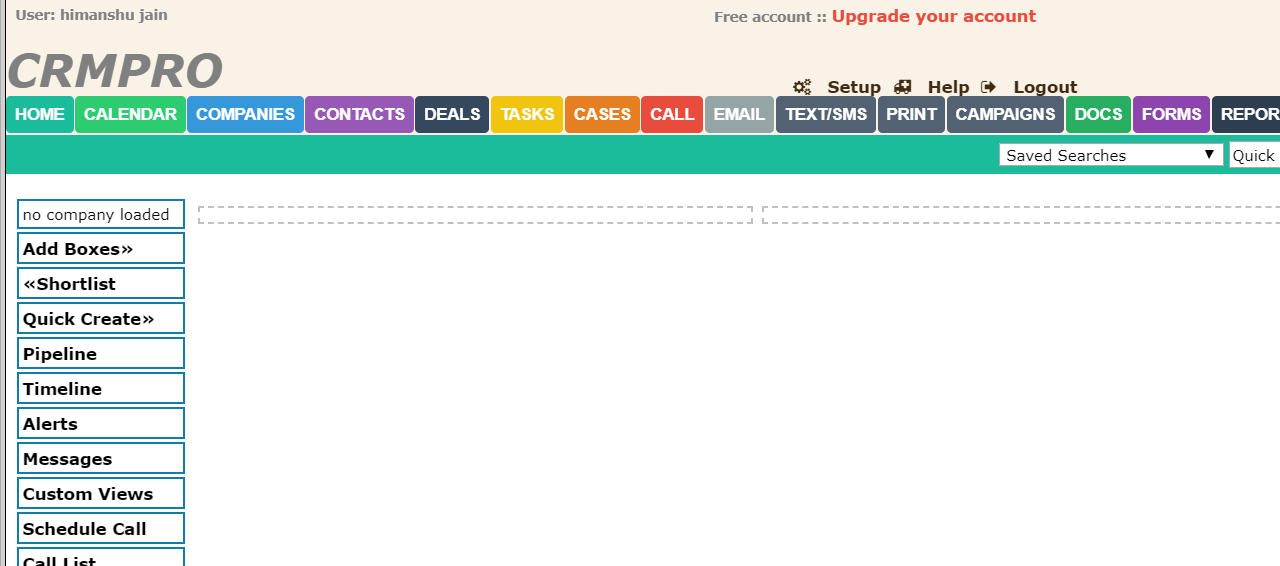 User: himanshu jain
Free account :: Upgrade your account
CRMPRO
Setup Help Logout
HOME CALENDAR COMPANIES CONTACTS DEALS TASKS CASES CALL EMAIL TEXT/SMS PRINT CAMPAIGNS DOCS FORMS REPOR
Saved Searches Quick
no company loaded
Add Boxes»
«Shortlist
Quick Create»
Pipeline
Timeline
Alerts
Messages
Custom Views
Schedule Call
Call List